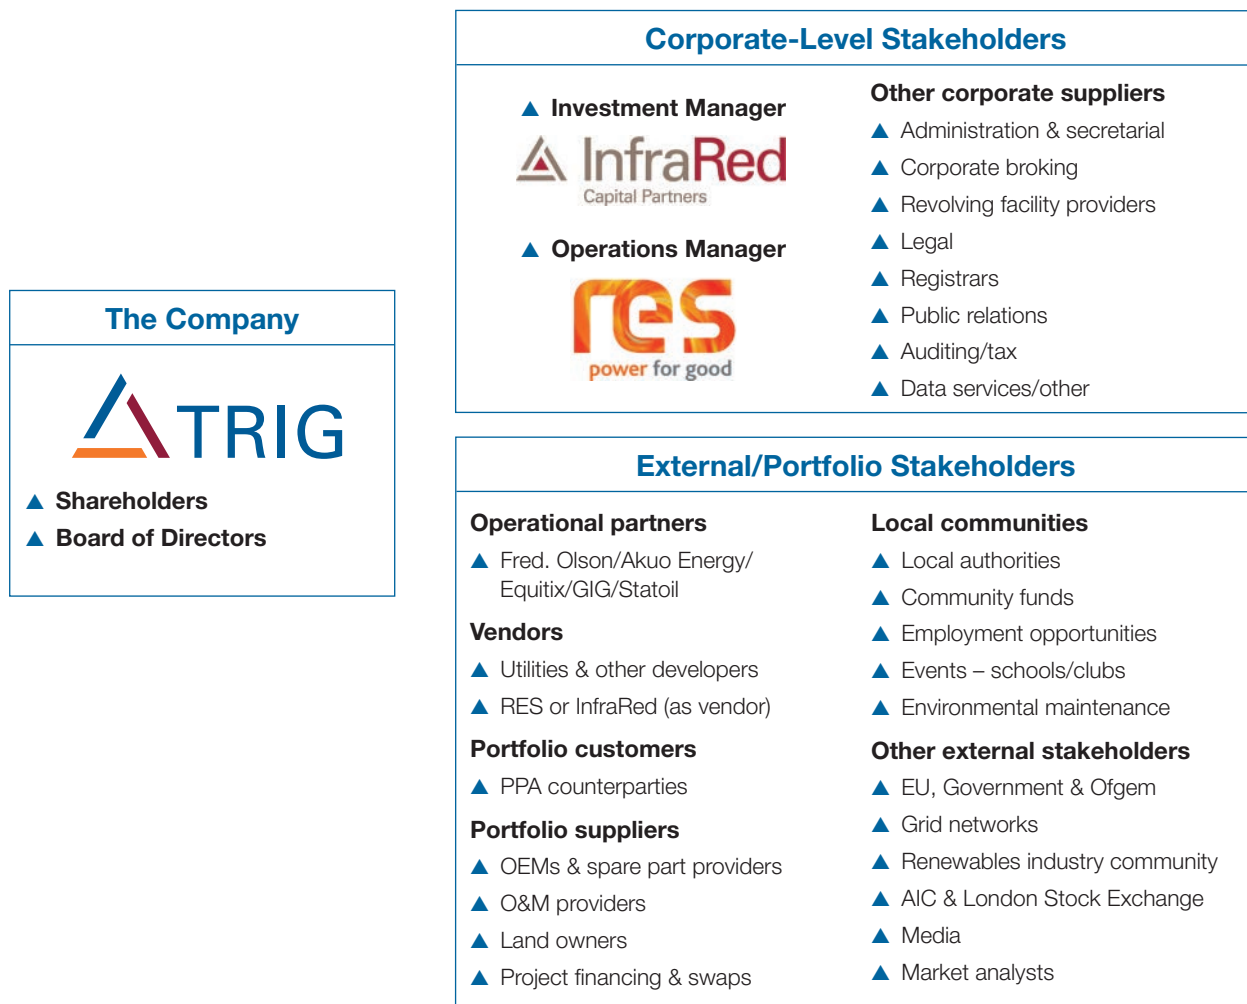 The Company
TRIG
Shareholders
Board of Directors
Corporate-Level Stakeholders
Investment Manager
InfraRed
Capital Partners
Operations Manager
res
power for good
Other corporate suppliers
Administration & secretarial
Corporate broking
Revolving facility providers
Legal
Registrars
Public relations
Auditing/tax
Data services/other
External/Portfolio Stakeholders
Operational partners
Fred. Olson/Akuo Energy/
Equitix/GIG/Statoil
Vendors
Utilities & other developers
RES or InfraRed (as vendor)
Portfolio customers
PPA counterparties
Portfolio suppliers
OEMs & spare part providers
O&M providers
Land owners
Project financing & swaps
Local communities
Local authorities
Community funds
Employment opportunities
Events – schools/clubs
Environmental maintenance
Other external stakeholders
EU, Government & Ofgem
Grid networks
Renewables industry community
AIC & London Stock Exchange
Media
Market analysts